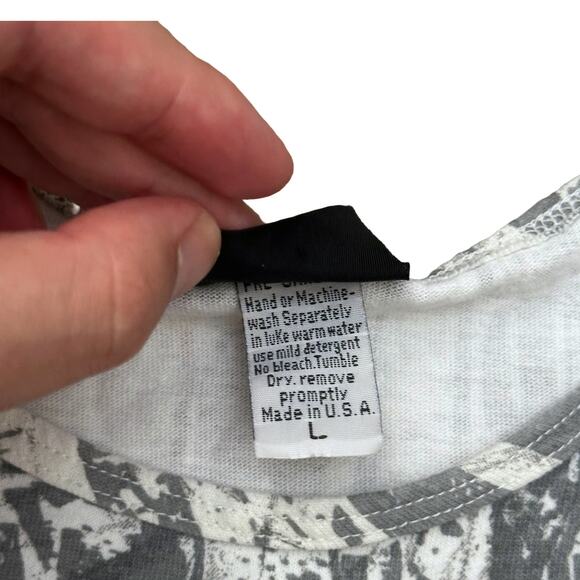 Hand or Machine-
wash Separately
in luke warm water
use mild detergent
No bleach.Tumble
Dry. remove
promptly
Made in U.S.A.
L